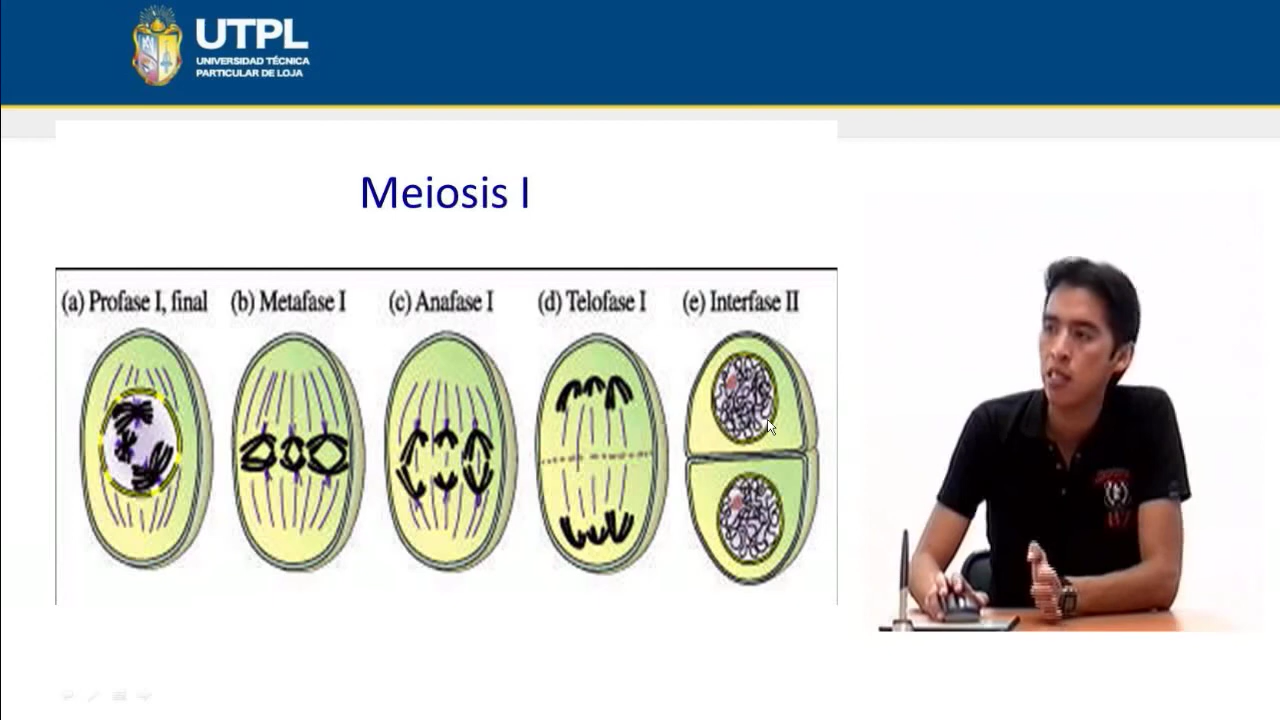 UTPL
UNIVERSIDAD TÉCNICA
PARTICULAR DE LOJA
Meiosis I
(a) Profase I, final (b) Metafase I (c) Anafase I (d) Telofase I (e) Interfase II